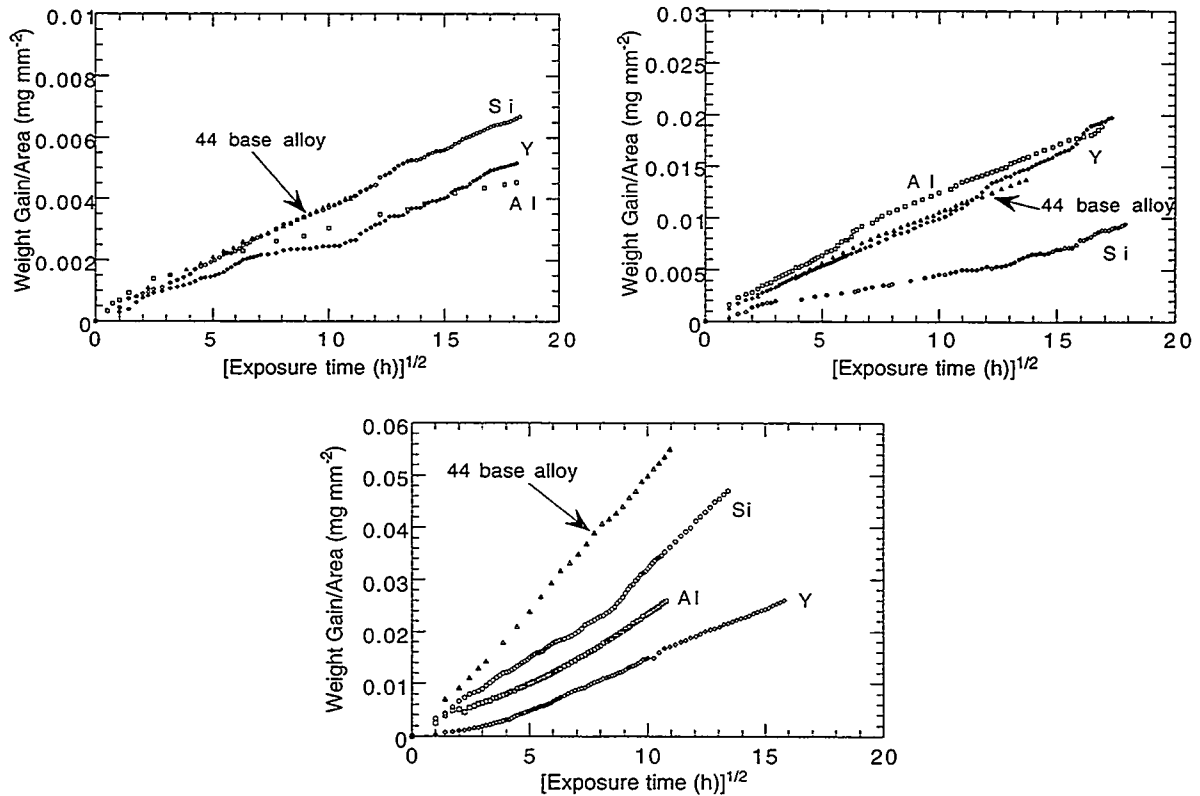 Weight Gain/Area (mg mm⁻²)
0.01
0.008
0.006
0.004
0.002
0
Si
44 base alloy
Y
Al
0 5 10 15 20
[Exposure time (h)]¹/²
Weight Gain/Area (mg mm⁻²)
0.03
0.025
0.02
0.015
0.01
0.005
0
Al
Y
44 base alloy
Si
0 5 10 15 20
[Exposure time (h)]¹/²
Weight Gain/Area (mg mm⁻²)
0.06
0.05
0.04
0.03
0.02
0.01
0
44 base alloy
Si
Al
Y
0 5 10 15 20
[Exposure time (h)]¹/²